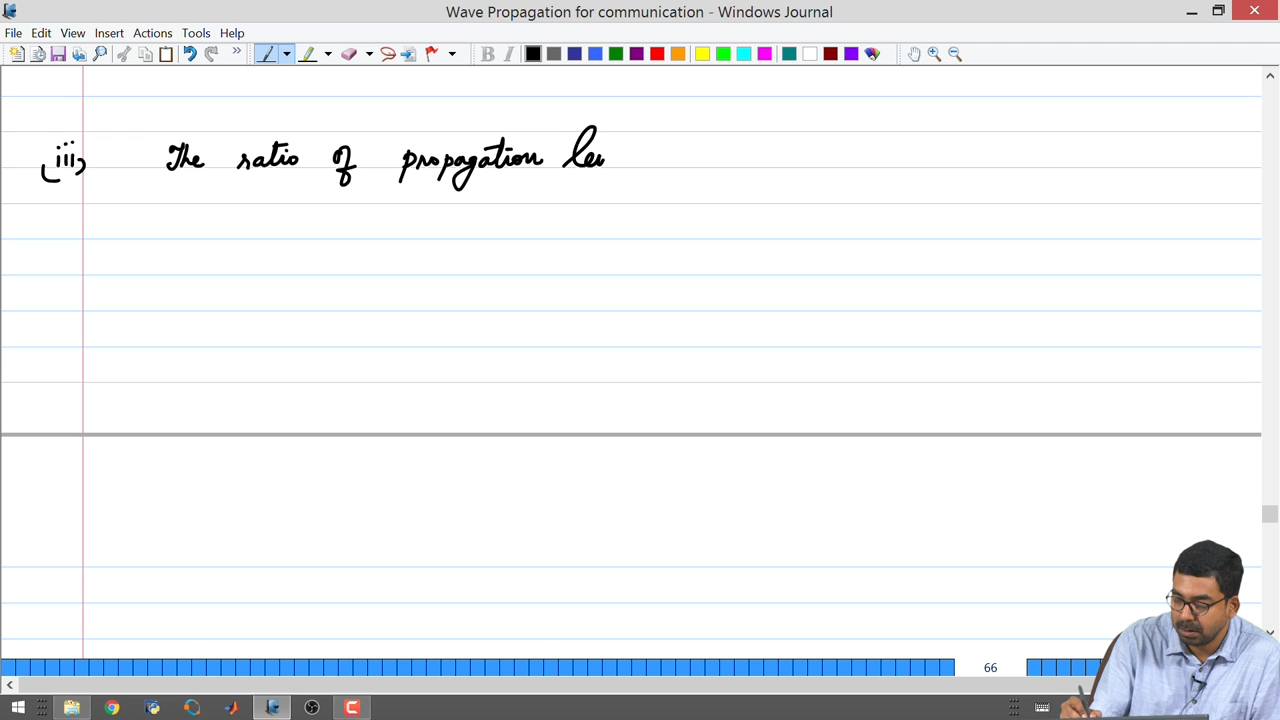 Wave Propagation for communication - Windows Journal
File Edit View Insert Actions Tools Help
B I
(iii) The ratio of propagation len
66